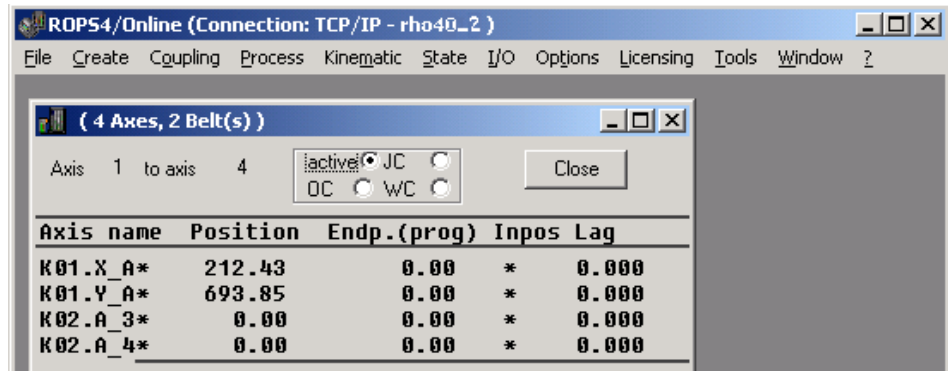 ROPS4/Online (Connection: TCP/IP - rho40_2 )
File Create Coupling Process Kinematic State I/O Options Licensing Tools Window ?
( 4 Axes, 2 Belt(s) )
Axis 1 to axis 4 active JC Close
OC WC
Axis name Position Endp.(prog) Inpos Lag
K01.X_A* 212.43 0.00 * 0.000
K01.Y_A* 693.85 0.00 * 0.000
K02.A_3* 0.00 0.00 * 0.000
K02.A_4* 0.00 0.00 * 0.000